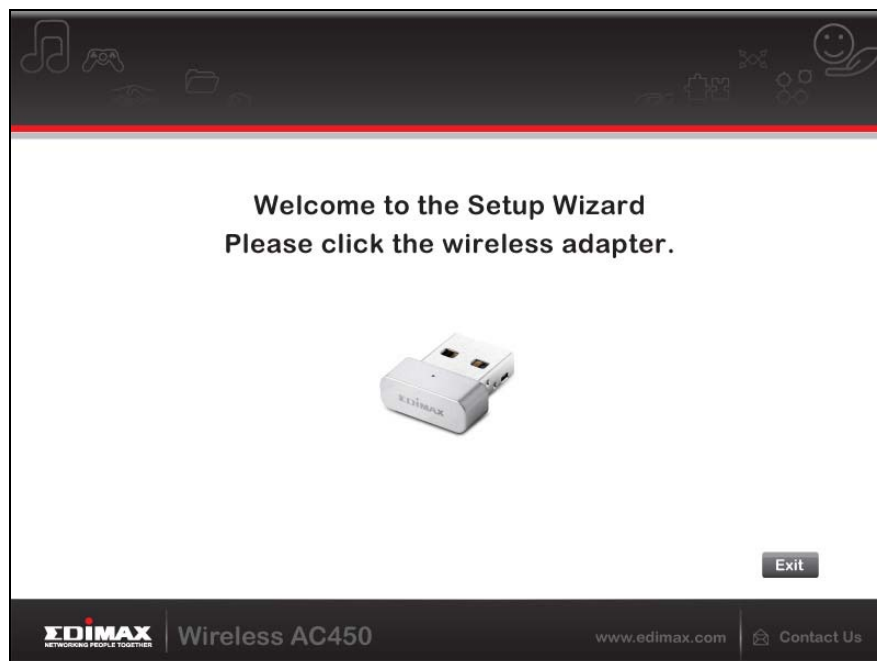 Welcome to the Setup Wizard
Please click the wireless adapter.
EDIMAX
Exit
EDIMAX
NETWORKING PEOPLE TOGETHER
Wireless AC450
www.edimax.com
Contact Us